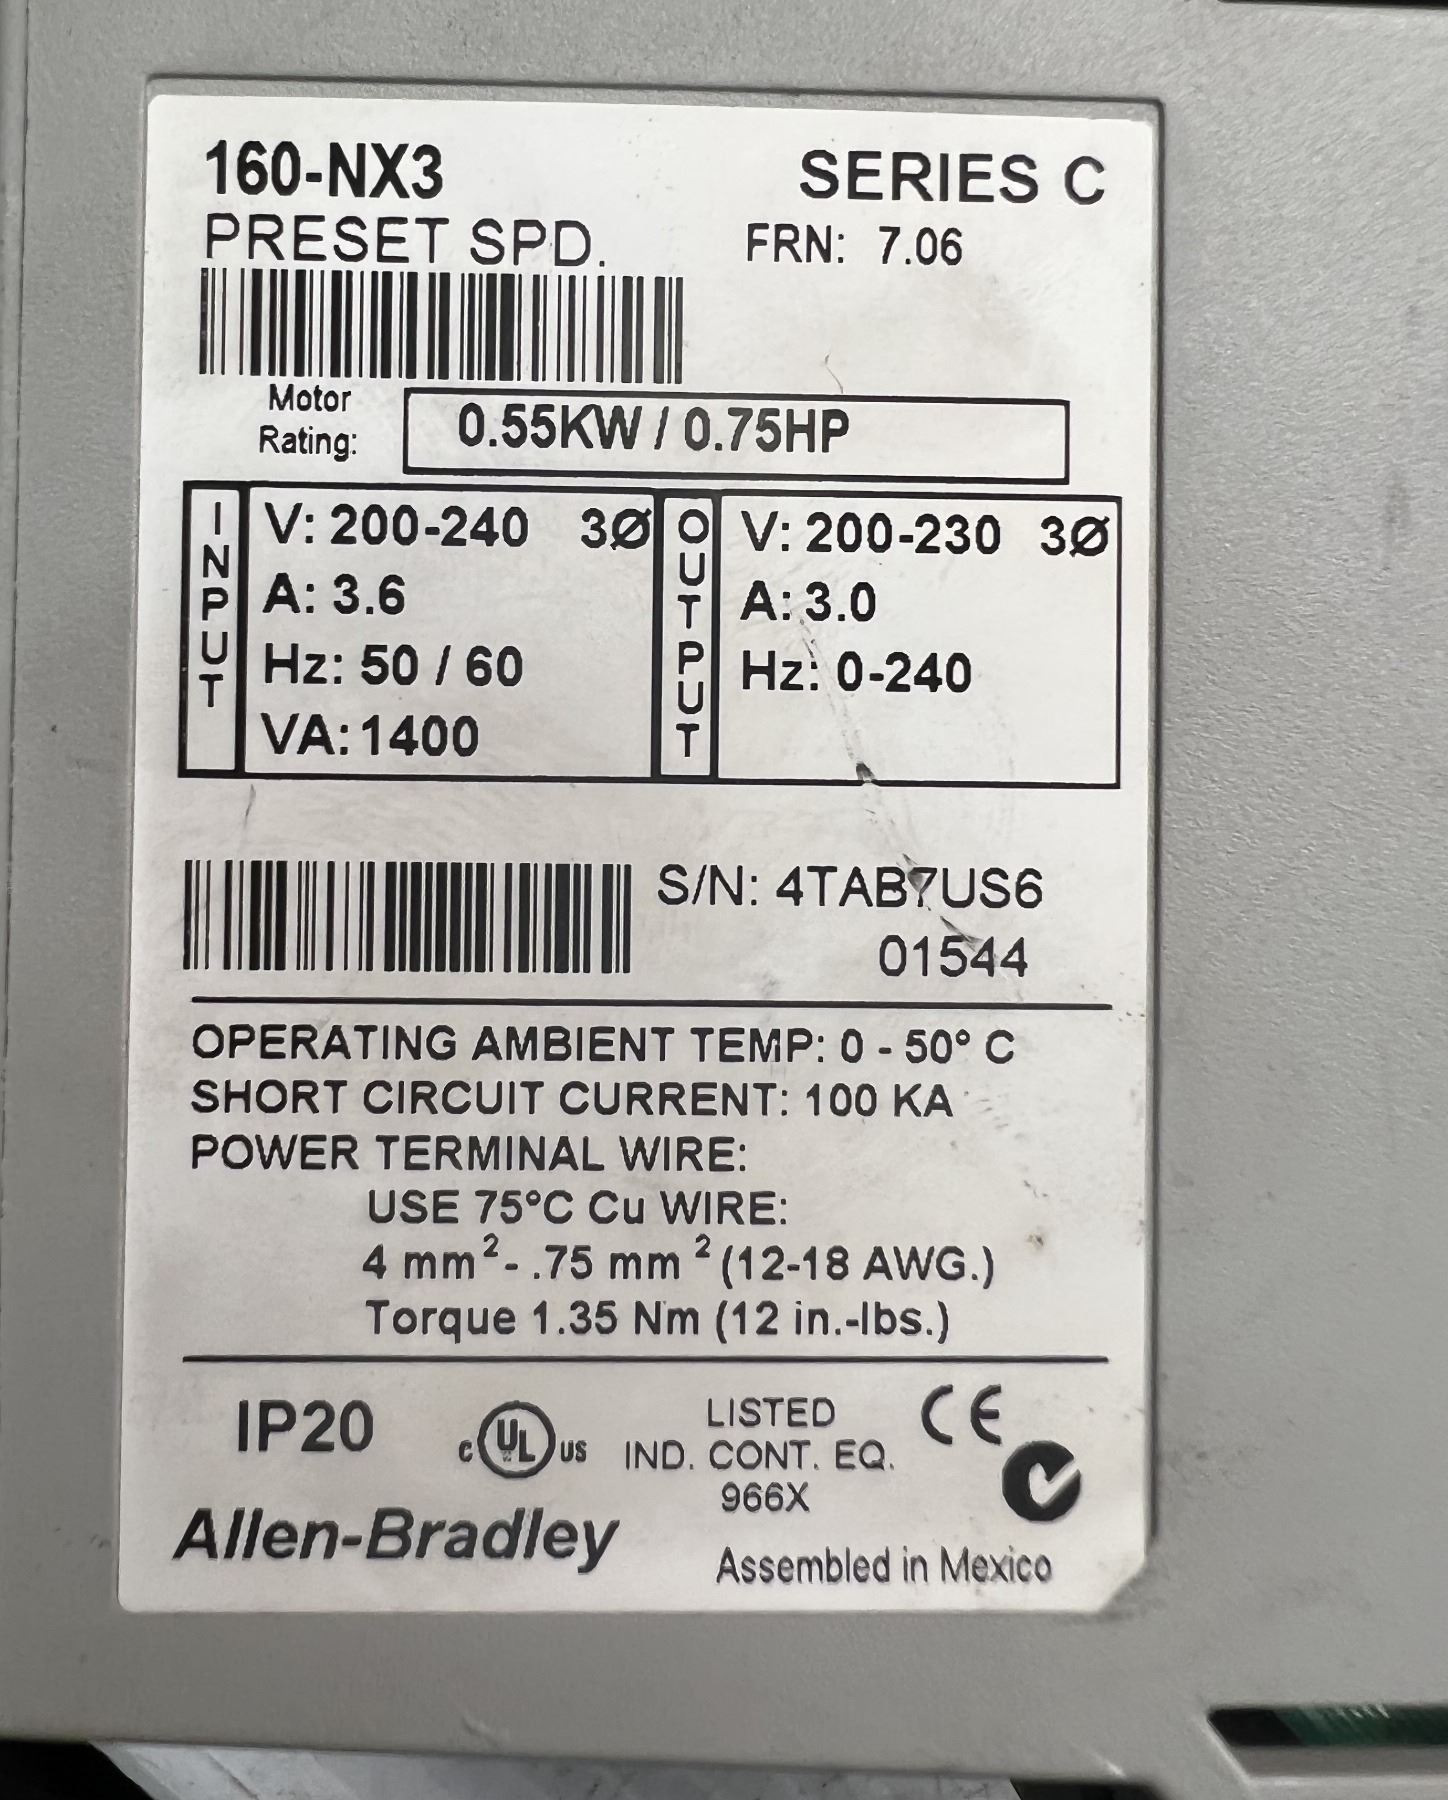 160-NX3
SERIES C
PRESET SPD.
FRN: 7.06
Motor
Rating:
0.55KW / 0.75HP
INPUT
V: 200-240 3Ø
A: 3.6
Hz: 50 / 60
VA: 1400
OUTPUT
V: 200-230 3Ø
A: 3.0
Hz: 0-240
S/N: 4TAB7US6
01544
OPERATING AMBIENT TEMP: 0 - 50° C
SHORT CIRCUIT CURRENT: 100 KA
POWER TERMINAL WIRE:
USE 75°C Cu WIRE:
4 mm² - .75 mm ² (12-18 AWG.)
Torque 1.35 Nm (12 in.-lbs.)
IP20
c UL US
LISTED
IND. CONT. EQ.
966X
CE
Allen-Bradley
Assembled in Mexico